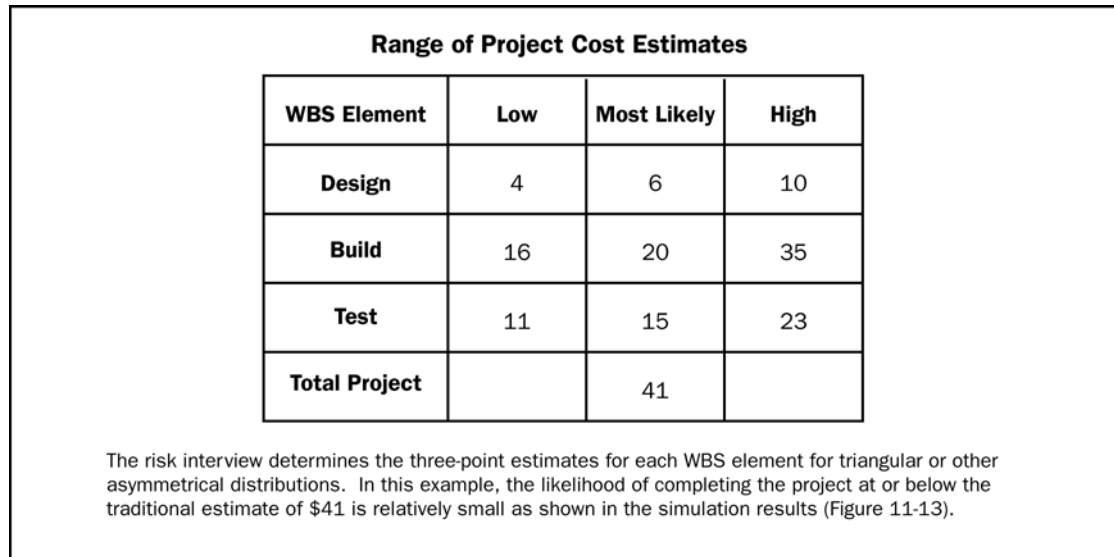 Range of Project Cost Estimates
WBS Element Low Most Likely High
Design 4 6 10
Build 16 20 35
Test 11 15 23
Total Project 41
The risk interview determines the three-point estimates for each WBS element for triangular or other
asymmetrical distributions. In this example, the likelihood of completing the project at or below the
traditional estimate of $41 is relatively small as shown in the simulation results (Figure 11-13).